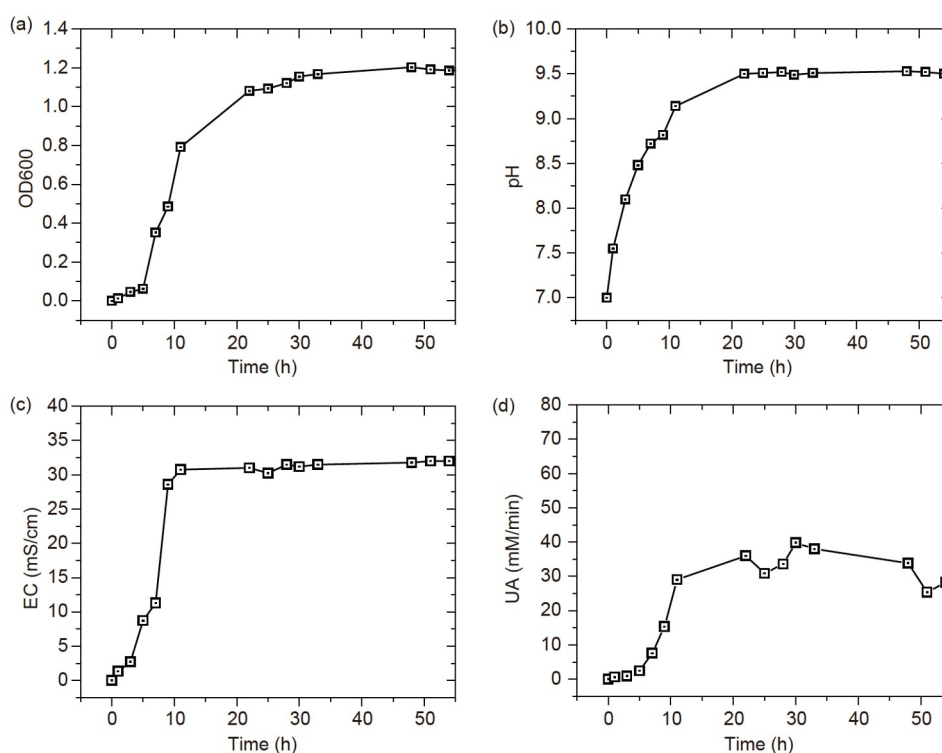 (a)
1.4
1.2
1.0
0.8
0.6
0.4
0.2
0.0
OD600
0 10 20 30 40 50
Time (h)
(b)
10.0
9.5
9.0
8.5
8.0
7.5
7.0
pH
0 10 20 30 40 50
Time (h)
(c)
40
35
30
25
20
15
10
5
0
EC (mS/cm)
0 10 20 30 40 50
Time (h)
(d)
80
70
60
50
40
30
20
10
0
UA (mM/min)
0 10 20 30 40 50
Time (h)